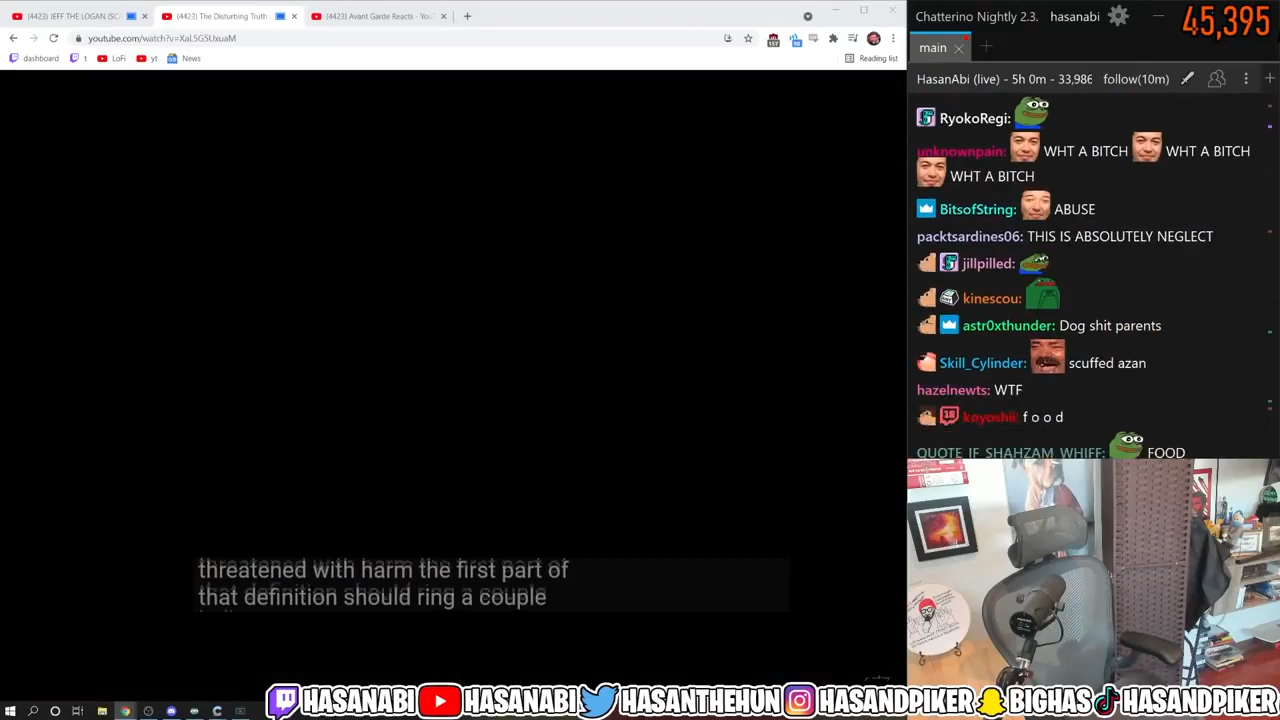 (4423) JEFF THE LOGAN (SC
(4423) The Disturbing Truth
(4423) Avant Garde Reacts - You
youtube.com/watch?v=XaL5G5UxuaM
157
98
dashboard
t
LoFi
yt
News
Reading list
threatened with harm the first part of
that definition should ring a couple
Chatterino Nightly 2.3. hasanabi
45,395
main
HasanAbi (live) - 5h 0m - 33,986 follow(10m)
RyokoRegi:
unknownpain: WHT A BITCH WHT A BITCH
WHT A BITCH
BitsofString: ABUSE
packtsardines06: THIS IS ABSOLUTELY NEGLECT
jillpilled:
kinescou:
astr0xthunder: Dog shit parents
Skill_Cylinder: scuffed azan
hazelnewts: WTF
koyoshii: f o o d
QUOTE_IF_SHAHZAM_WHIFF: FOOD
HASANABI HASANABI HASANTHEHUN HASANDPIKER BIGHAS HASANDPIKER